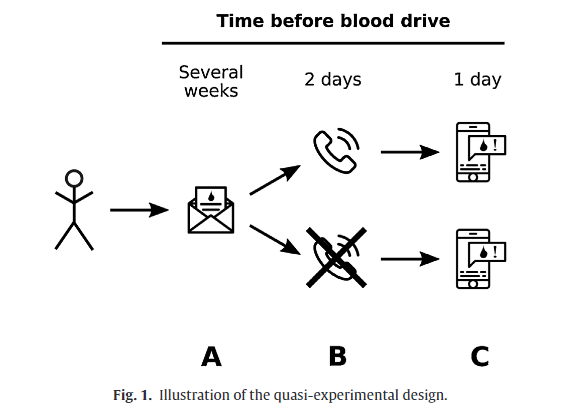 Time before blood drive
Several
weeks
2 days
1 day
!
!
A
B
C
Fig. 1. Illustration of the quasi-experimental design.